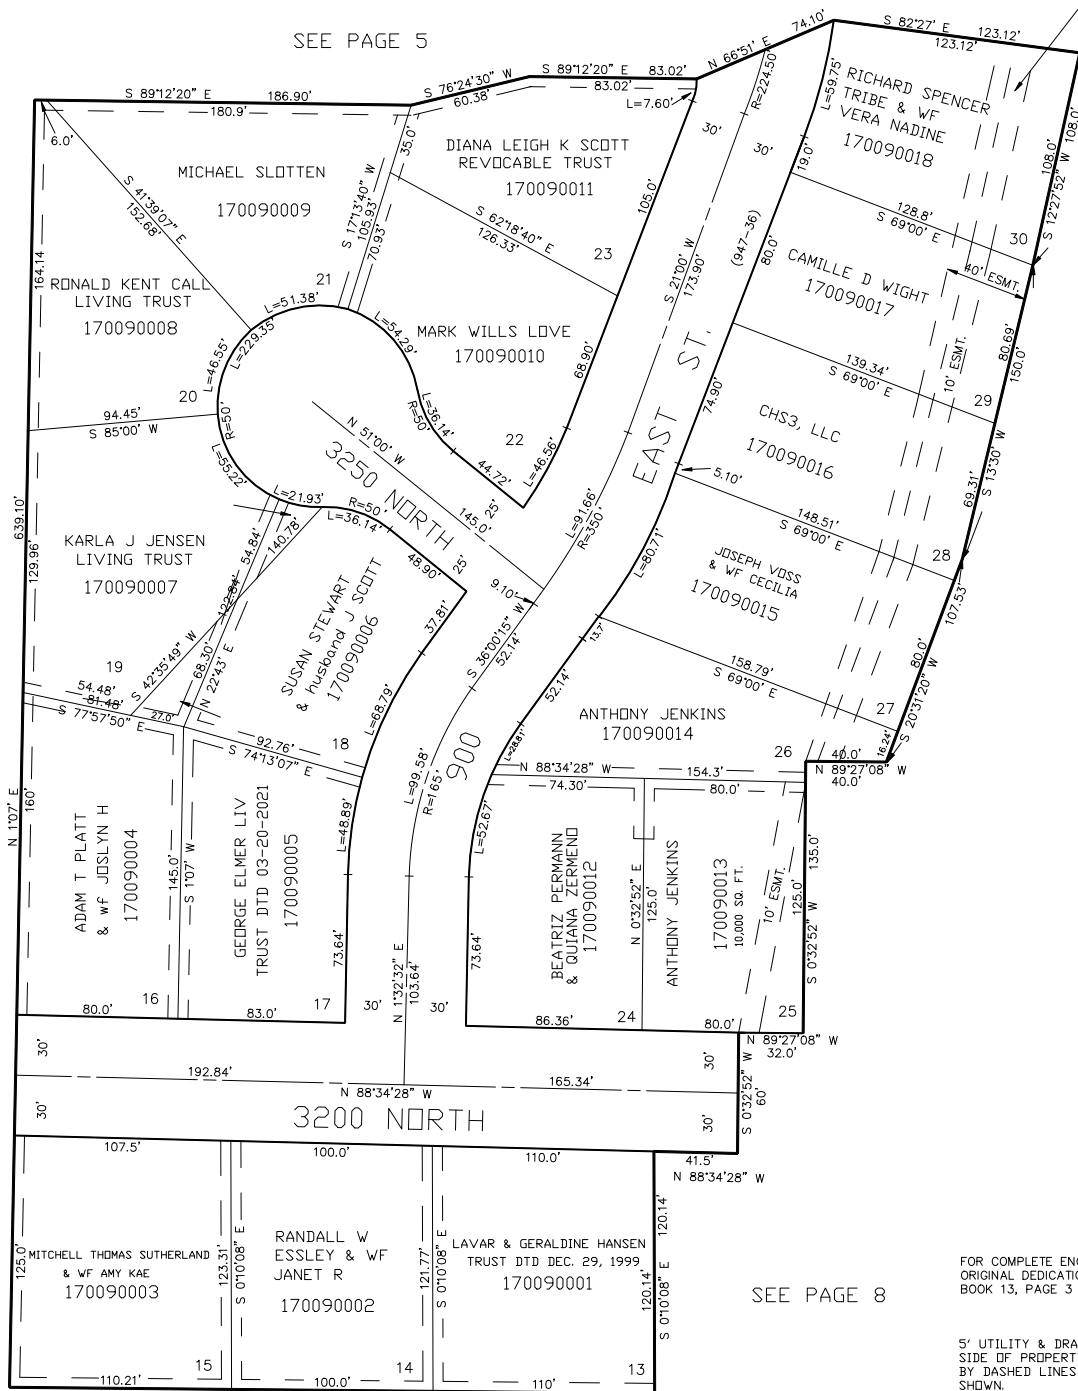 SEE PAGE 5
S 89°12'20" E 186.90'
180.9'
6.0'
S 76°24'30" W
60.38'
S 89°12'20" E 83.02'
83.02'
N 66°51' E 74.10'
S 82°27' E 123.12'
123.12'
L=7.60'
R=224.50'
L=59.75'
30'
30'
19.0'
MICHAEL SLOTTEN
170090009
35.0'
S 17°13'40" W
105.93'
70.93'
DIANA LEIGH K SCOTT
REVOCABLE TRUST
170090011
S 62°18'40" E
126.33'
105.0'
23
RICHARD SPENCER
TRIBE & WF
VERA NADINE
170090018
108.0'
108.0'
S 12°27'52" W
128.8'
S 69°00' E
30
S 41°39'07" E
152.68'
164.14
RONALD KENT CALL
LIVING TRUST
170090008
21
L=51.38'
L=229.35'
L=46.55'
20
94.45'
S 85°00' W
R=50'
L=55.22'
L=54.29'
MARK WILLS LOVE
170090010
L=36.14'
R=50'
22
44.72'
68.90'
L=46.56'
S 21°00' W
173.90'
(947-36)
80.0'
EAST ST.
CAMILLE D WIGHT
170090017
40' ESMT.
10' ESMT.
139.34'
S 69°00' E
29
80.69'
150.0'
S 13°30' W
69.31'
74.90'
CHS3, LLC
170090016
5.10'
148.51'
S 69°00' E
28
N 51°00' W
3250 NORTH
145.0'
25'
25'
L=21.93'
R=50'
L=36.14'
48.90'
L=91.66'
R=350'
L=80.71'
9.10'
JOSEPH VOSS
& WF CECILIA
170090015
107.53'
80.0'
S 20°31'20" W
16.24'
158.79'
S 69°00' E
27
13.7'
639.10'
129.96'
KARLA J JENSEN
LIVING TRUST
170090007
54.84'
140.78'
122.84'
68.30'
S 42°35'49" W
N 22°43' E
19
54.48'
81.48'
27.0'
S 77°57'50" E
SUSAN STEWART
& husband J SCOTT
170090006
37.81'
S 36°00'15" W
52.14'
52.14'
L=68.79'
92.76'
S 74°13'07" E
18
ANTHONY JENKINS
170090014
26
40.0'
N 89°27'08" W
40.0'
L=28.81'
N 88°34'28" W 154.3'
74.30'
80.0'
900
L=99.58'
R=165'
L=52.67'
L=48.89'
N 1°07' E
160'
ADAM T PLATT
& wf JOSLYN H
170090004
145.0'
S 1°07' W
GEORGE ELMER LIV
TRUST DTD 03-20-2021
170090005
73.64'
N 1°32'32" E
103.64'
73.64'
BEATRIZ PERMANN
& QUIANA ZERMENO
170090012
N 0°32'52" E
125.0'
ANTHONY JENKINS
170090013
10,000 SQ. FT.
10' ESMT.
125.0'
135.0'
S 0°32'52" W
80.0'
16
83.0'
17
30'
30'
86.36'
24
80.0'
25
N 89°27'08" W
32.0'
30'
192.84'
165.34'
N 88°34'28" W
30'
3200 NORTH
30'
30'
S 0°32'52" W
60'
41.5'
N 88°34'28" W
107.5'
100.0'
110.0'
125.0'
MITCHELL THOMAS SUTHERLAND
& WF AMY KAE
170090003
123.31'
S 0°10'08" E
15
110.21'
RANDALL W
ESSLEY & WF
JANET R
170090002
121.77'
S 0°10'08" E
14
100.0'
LAVAR & GERALDINE HANSEN
TRUST DTD DEC. 29, 1999
170090001
120.14'
S 0°10'08" E 120.14'
13
110'
SEE PAGE 8
FOR COMPLETE
ORIGINAL
BOOK 13, PAGE 3
5' UTILITY &
SIDE OF
BY DASHED LINES
SHOWN.